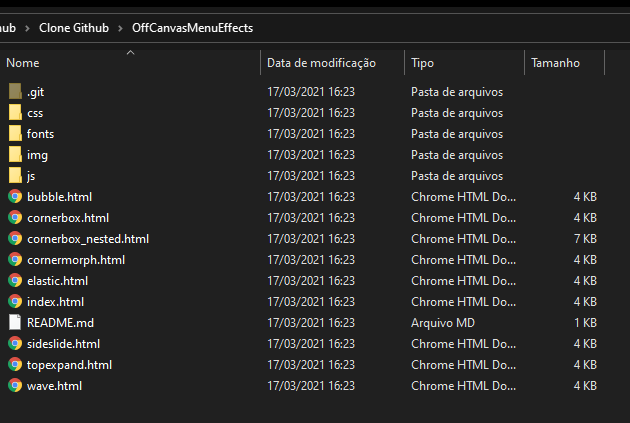 ub > Clone Github > OffCanvasMenuEffects
Nome Data de modificação Tipo Tamanho
.git 17/03/2021 16:23 Pasta de arquivos
css 17/03/2021 16:23 Pasta de arquivos
fonts 17/03/2021 16:23 Pasta de arquivos
img 17/03/2021 16:23 Pasta de arquivos
js 17/03/2021 16:23 Pasta de arquivos
bubble.html 17/03/2021 16:23 Chrome HTML Do... 4 KB
cornerbox.html 17/03/2021 16:23 Chrome HTML Do... 4 KB
cornerbox_nested.html 17/03/2021 16:23 Chrome HTML Do... 7 KB
cornermorph.html 17/03/2021 16:23 Chrome HTML Do... 4 KB
elastic.html 17/03/2021 16:23 Chrome HTML Do... 4 KB
index.html 17/03/2021 16:23 Chrome HTML Do... 4 KB
README.md 17/03/2021 16:23 Arquivo MD 1 KB
sideslide.html 17/03/2021 16:23 Chrome HTML Do... 4 KB
topexpand.html 17/03/2021 16:23 Chrome HTML Do... 4 KB
wave.html 17/03/2021 16:23 Chrome HTML Do... 4 KB